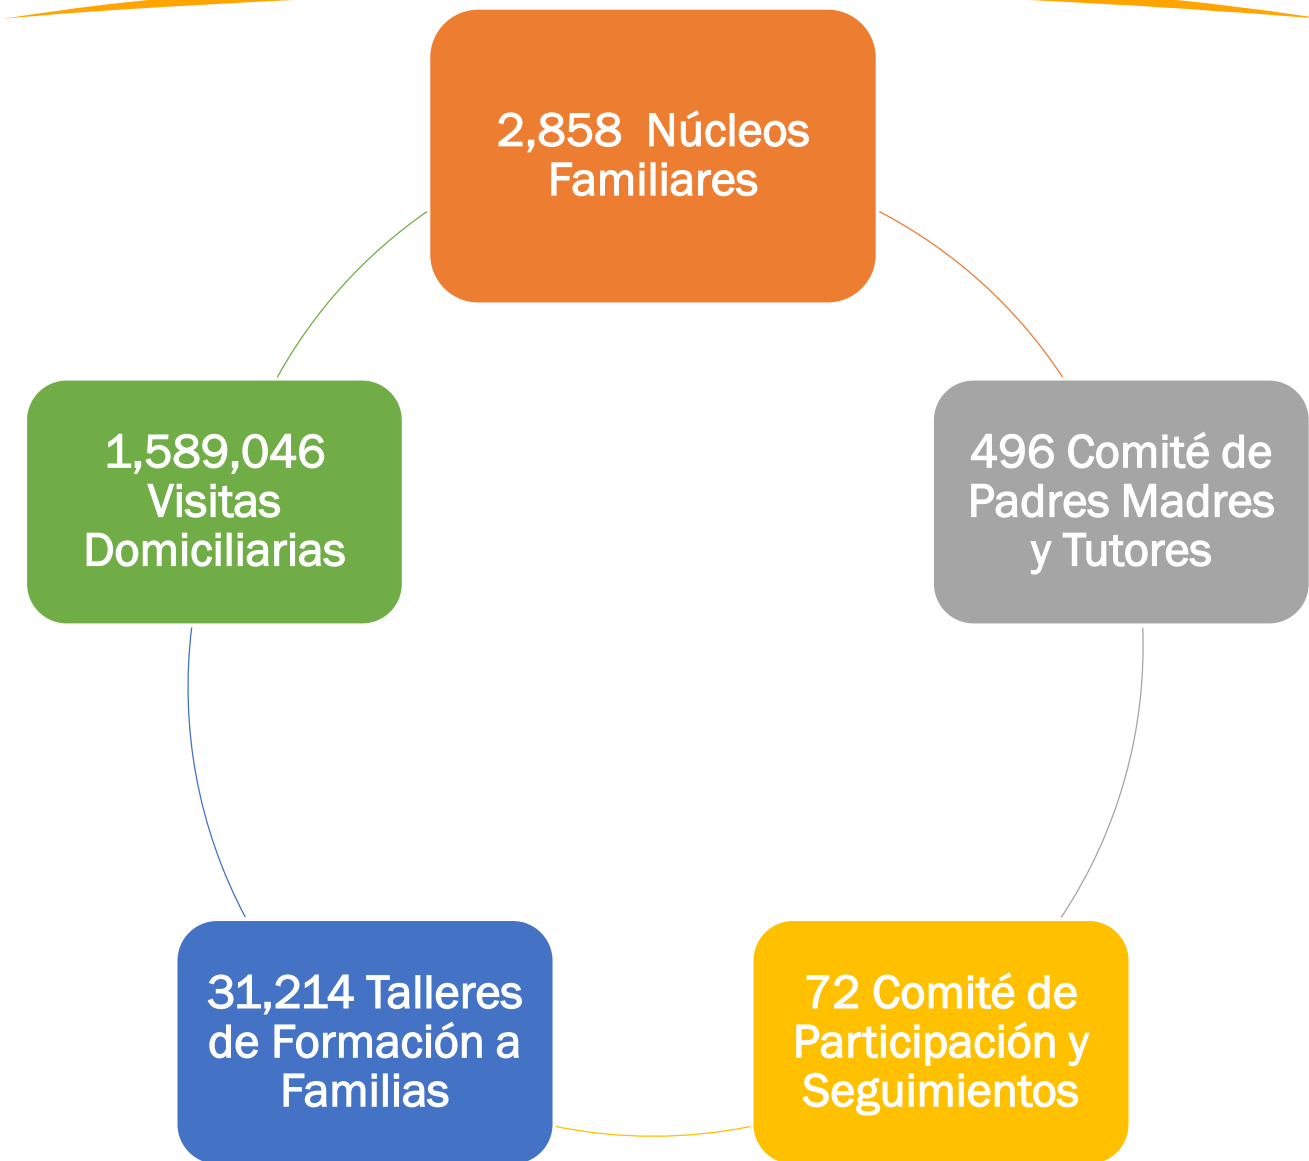 2,858  Núcleos
Familiares
496 Comité de
Padres Madres
y Tutores
72 Comité de
Participación y
Seguimientos
31,214 Talleres
de Formación a
Familias
1,589,046
Visitas
Domiciliarias